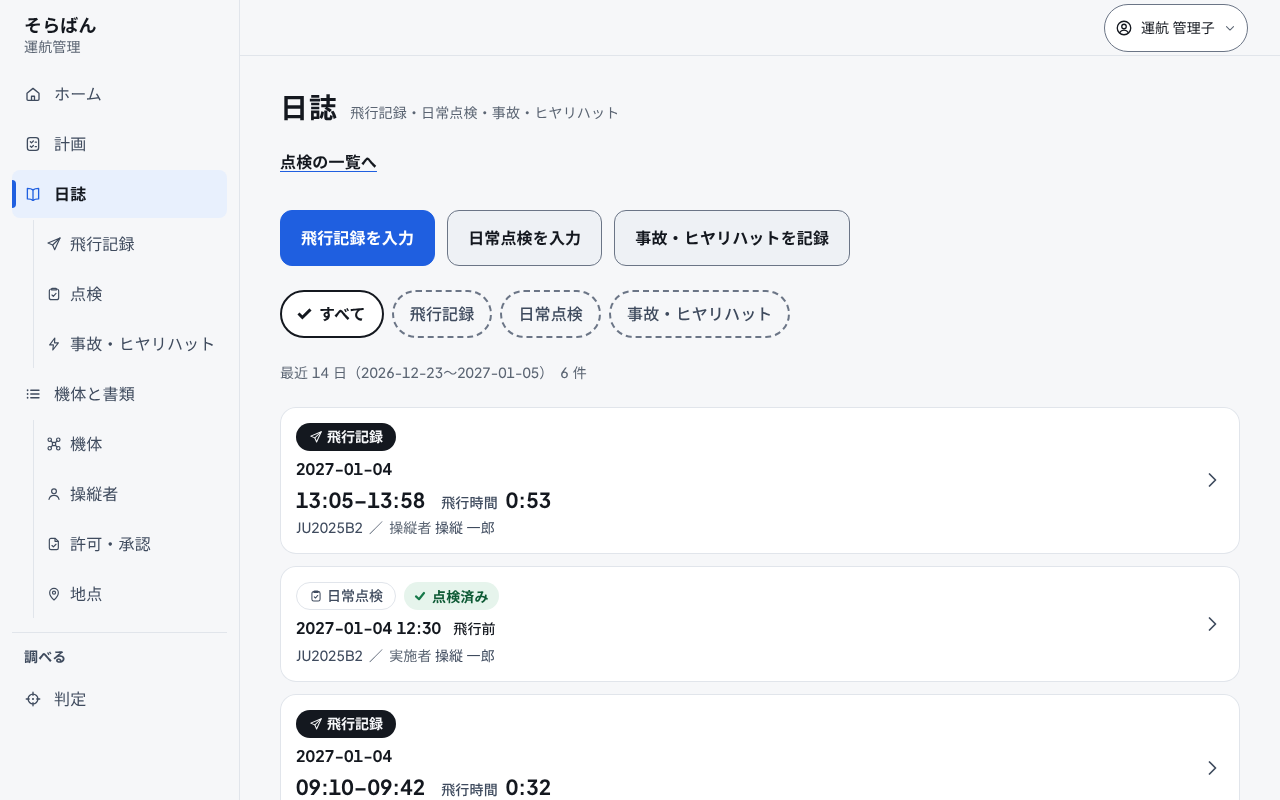 そらばん
運航管理
ホーム
計画
日誌
飛行記録
点検
事故・ヒヤリハット
機体と書類
機体
操縦者
許可・承認
地点
調べる
判定
運航 管理子
日誌 飛行記録・日常点検・事故・ヒヤリハット
点検の一覧へ
飛行記録を入力 日常点検を入力 事故・ヒヤリハットを記録
すべて 飛行記録 日常点検 事故・ヒヤリハット
最近 14 日（2026-12-23〜2027-01-05） 6 件
飛行記録
2027-01-04
13:05–13:58 飛行時間 0:53
JU2025B2 ／ 操縦者 操縦 一郎
日常点検 点検済み
2027-01-04 12:30 飛行前
JU2025B2 ／ 実施者 操縦 一郎
飛行記録
2027-01-04
09:10–09:42 飛行時間 0:32